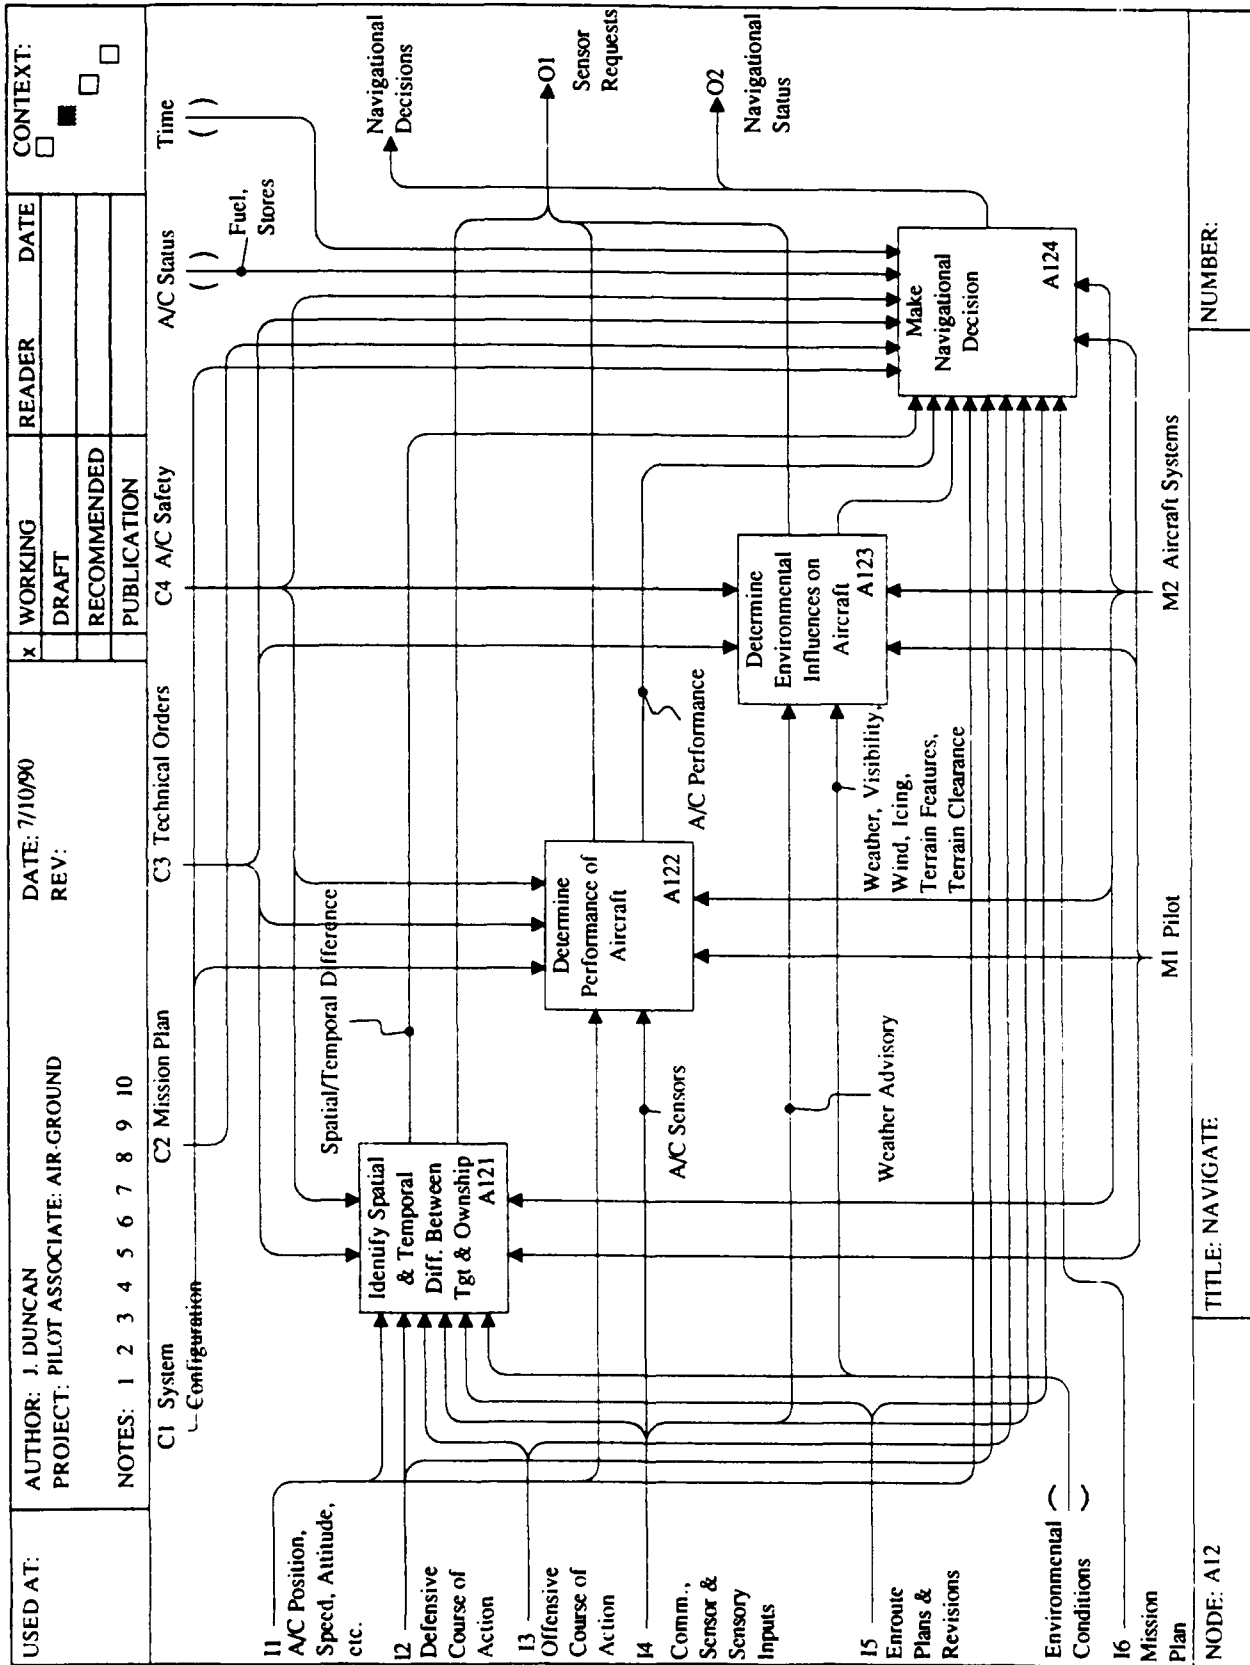 USED AT:
AUTHOR: J. DUNCAN
PROJECT: PILOT ASSOCIATE: AIR-GROUND
NOTES: 1 2 3 4 5 6 7 8 9 10
DATE: 7/10/90
REV:
x WORKING
DRAFT
RECOMMENDED
PUBLICATION
READER DATE
CONTEXT:
C1 System
Configuration
C2 Mission Plan
C3 Technical Orders
C4 A/C Safety
A/C Status
( )
Time
( )
Fuel,
Stores
I1
A/C Position,
Speed, Attitude,
etc.
I2
Defensive
Course of
Action
I3
Offensive
Course of
Action
I4
Comm.,
Sensor &
Sensory
Inputs
I5
Enroute
Plans &
Revisions
Environmental
Conditions
( )
I6
Mission
Plan
Identify Spatial
& Temporal
Diff. Between
Tgt & Ownship
A121
Spatial/Temporal Difference
Determine
Performance of
Aircraft
A122
A/C Sensors
A/C Performance
Weather Advisory
Determine
Environmental
Influences on
Aircraft
A123
Weather, Visibility,
Wind, Icing,
Terrain Features,
Terrain Clearance
Make
Navigational
Decision
A124
Navigational
Decisions
O1
Sensor
Requests
O2
Navigational
Status
M1 Pilot
M2 Aircraft Systems
NODE: A12
TITLE: NAVIGATE
NUMBER: